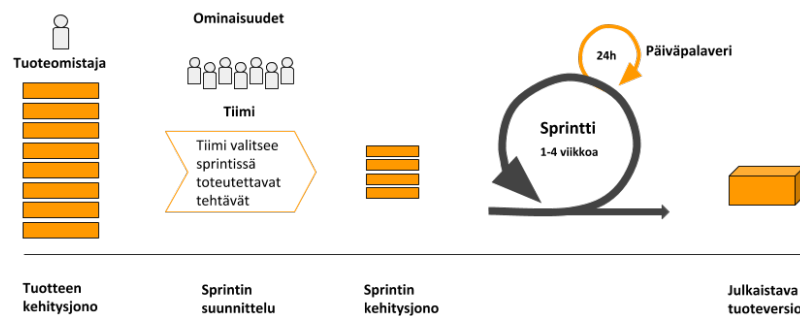 Ominaisuudet
Tuoteomistaja
Tiimi
Tiimi valitsee
sprintissä
toteutettavat
tehtävät
24h
Päiväpalaveri
Sprintti
1-4 viikkoa
Tuotteen
kehitysjono
Sprintin
suunnittelu
Sprintin
kehitysjono
Julkaistava
tuoteversio